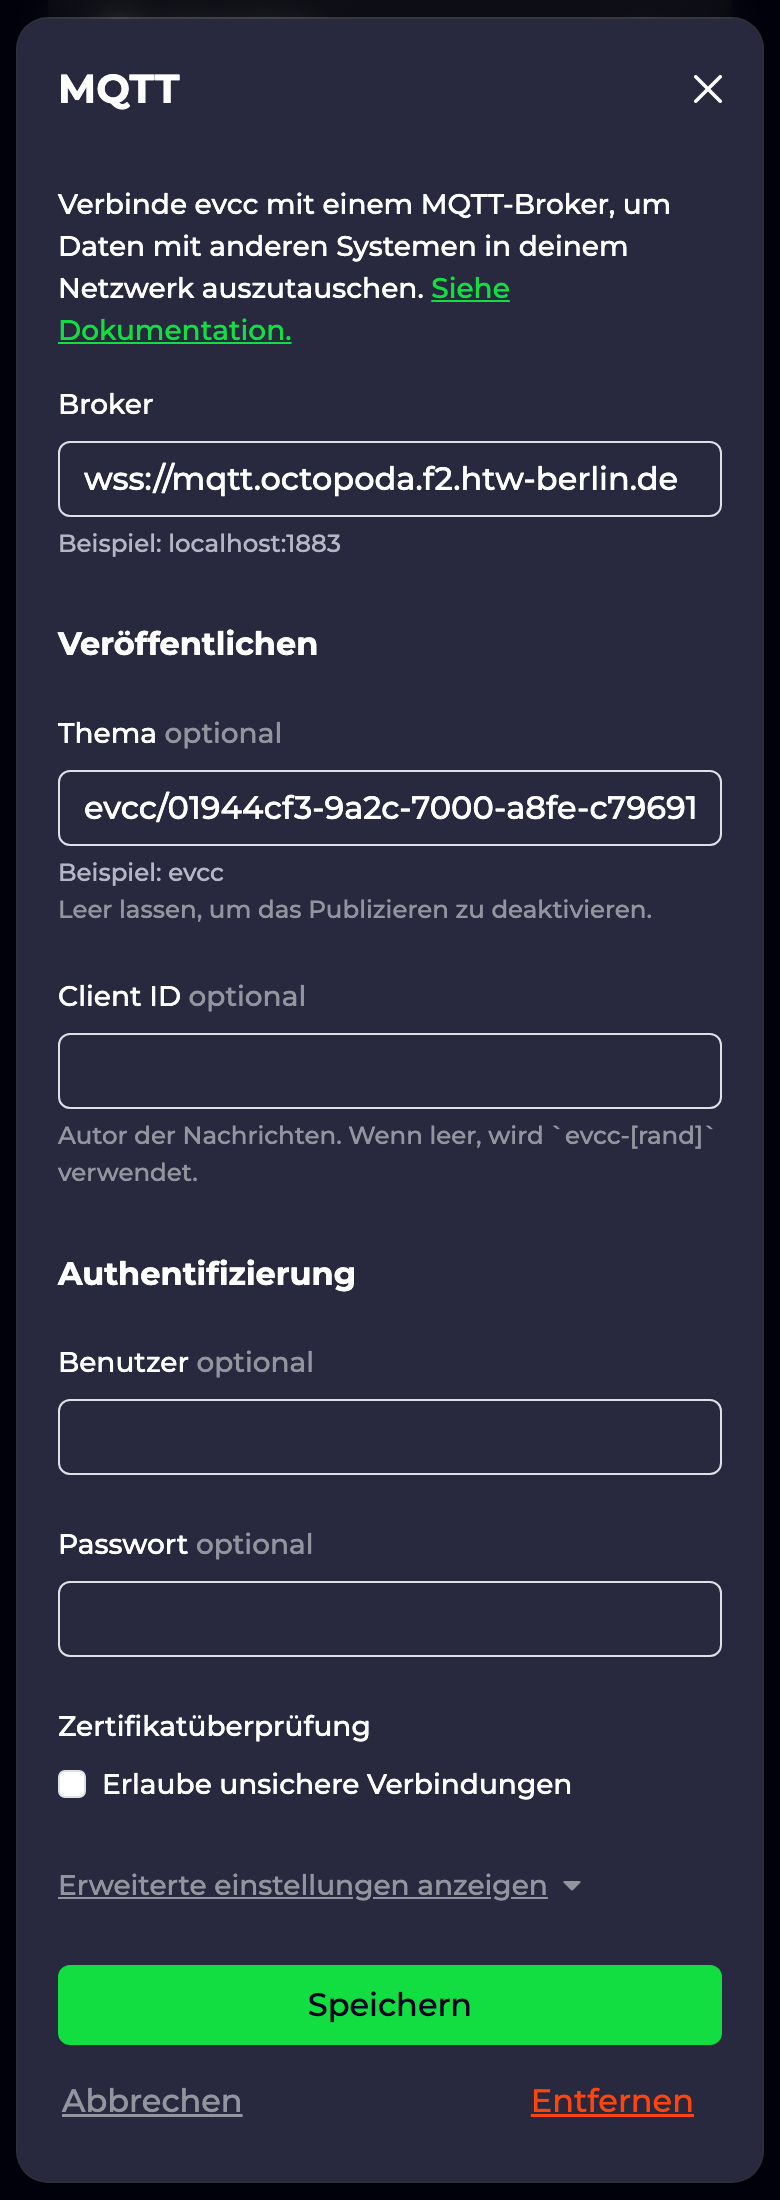 MQTT
Verbinde evcc mit einem MQTT-Broker, um
Daten mit anderen Systemen in deinem
Netzwerk auszutauschen. Siehe
Dokumentation.
Broker
wss://mqtt.octopoda.f2.htw-berlin.de
Beispiel: localhost:1883
Veröffentlichen
Thema optional
evcc/01944cf3-9a2c-7000-a8fe-c79691
Beispiel: evcc
Leer lassen, um das Publizieren zu deaktivieren.
Client ID optional
Autor der Nachrichten. Wenn leer, wird `evcc-[rand]`
verwendet.
Authentifizierung
Benutzer optional
Passwort optional
Zertifikatüberprüfung
Erlaube unsichere Verbindungen
Erweiterte einstellungen anzeigen
Speichern
Abbrechen
Entfernen